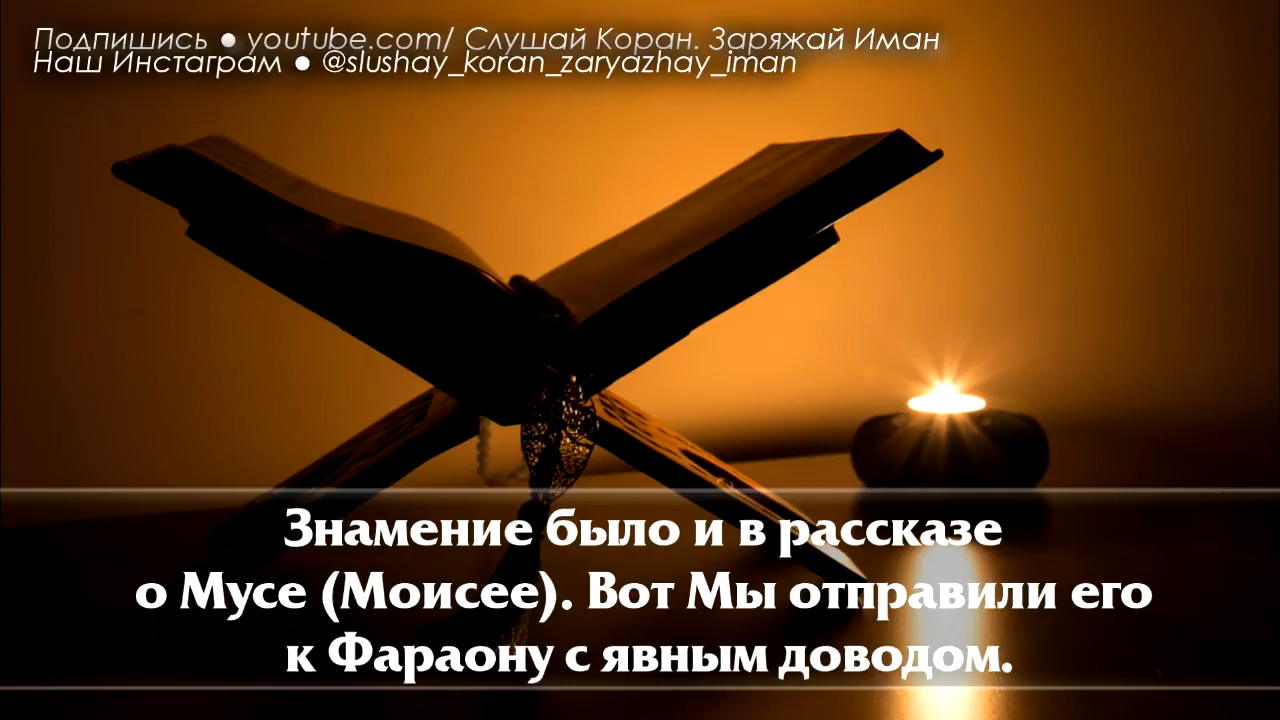 Подпишись ● youtube.com/ Слушай Коран. Заряжай Иман
Наш Инстаграм ● @slushay_koran_zaryazhay_iman
Знамение было и в рассказе
о Мусе (Моисее). Вот Мы отправили его
к Фараону с явным доводом.